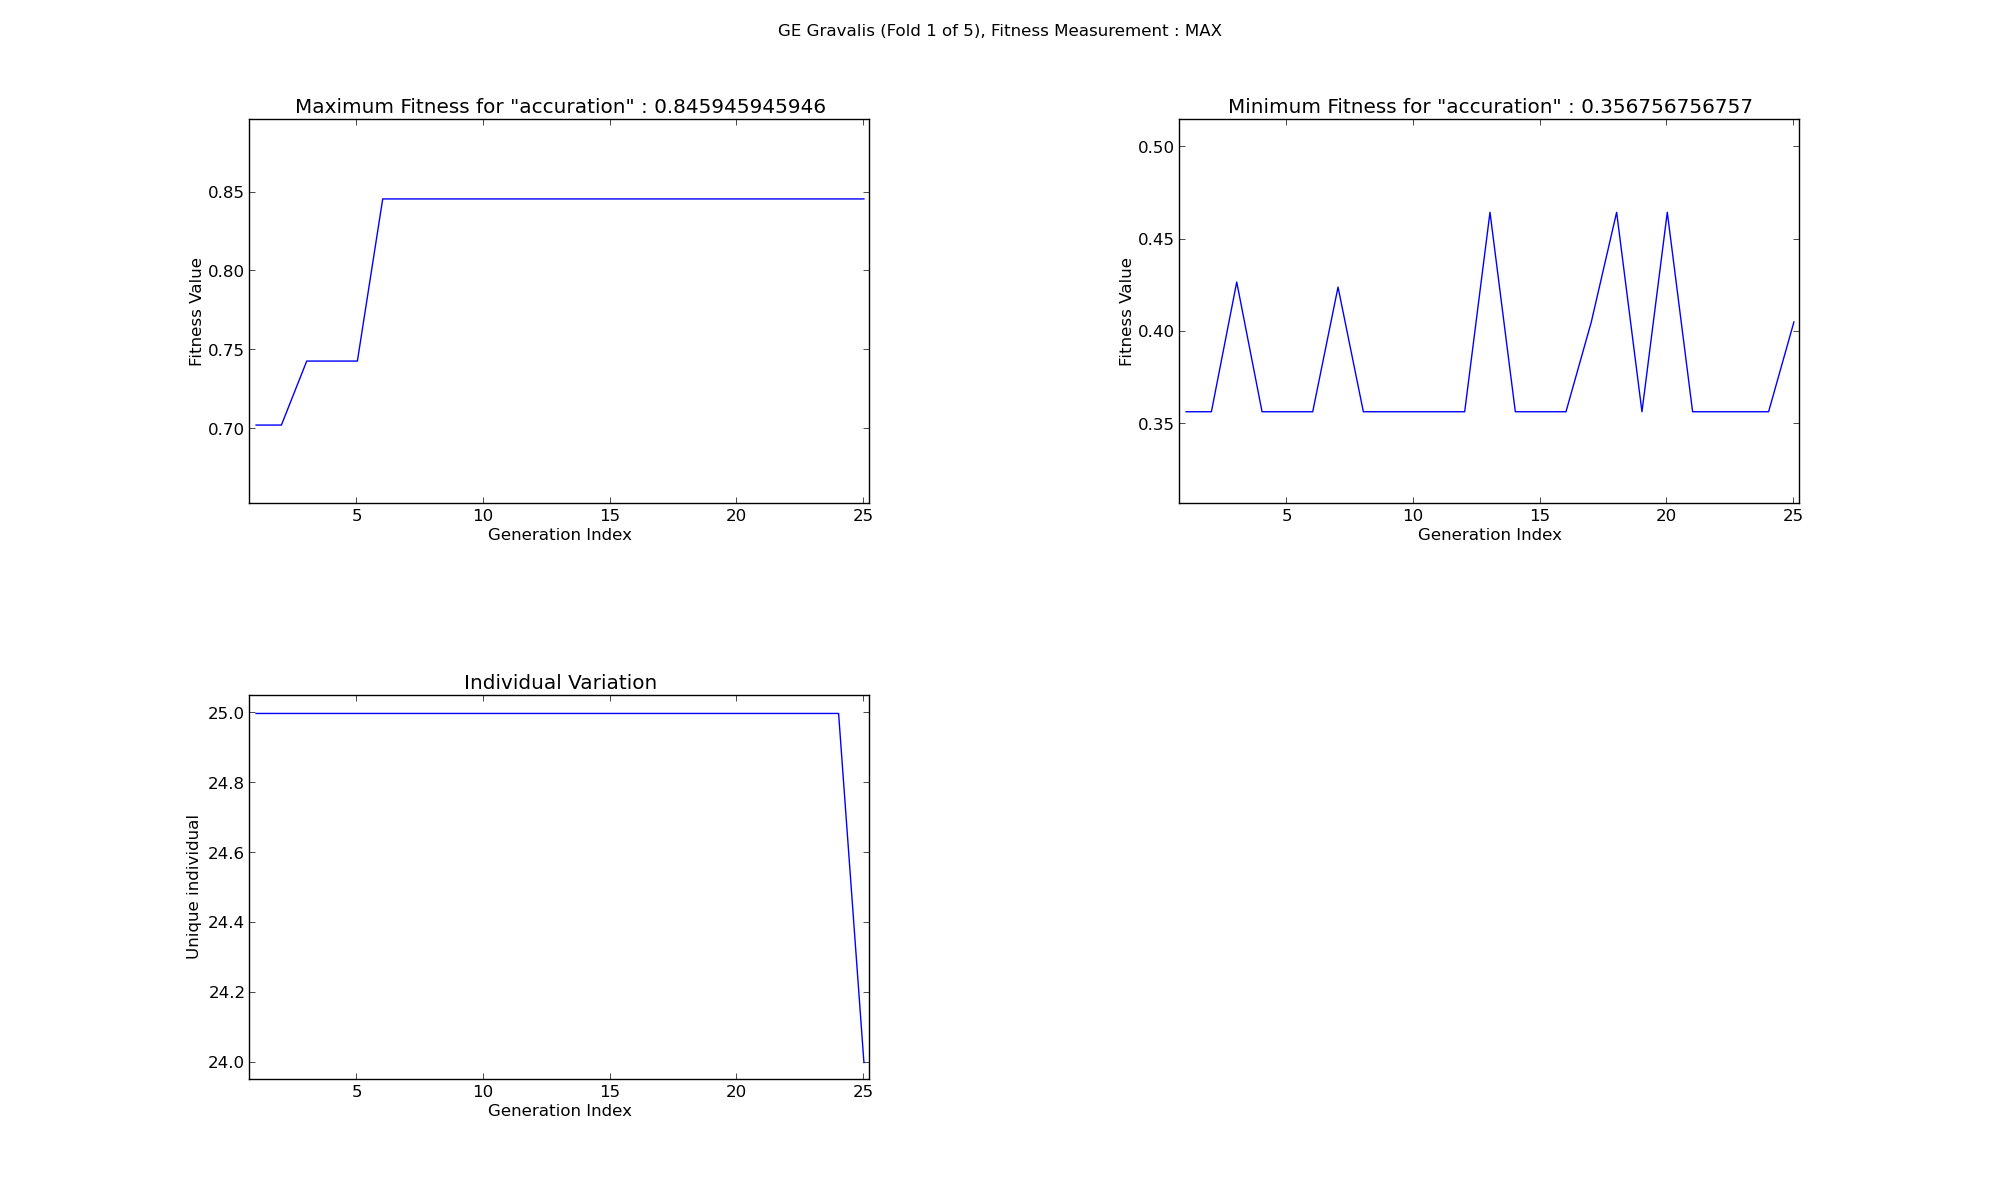 GE Gravalis (Fold 1 of 5), Fitness Measurement : MAX
Maximum Fitness for "accuration" : 0.845945945946
0.85
0.80
0.75
0.70
Fitness Value
5 10 15 20 25
Generation Index
Minimum Fitness for "accuration" : 0.356756756757
0.50
0.45
0.40
0.35
Fitness Value
5 10 15 20 25
Generation Index
Individual Variation
25.0
24.8
24.6
24.4
24.2
24.0
Unique individual
5 10 15 20 25
Generation Index